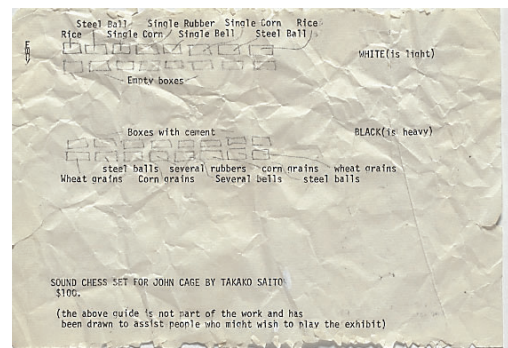 Steel Ball Single Rubber Single Corn Rice
Rice Single Corn Single Bell Steel Ball
WHITE(is light)
Empty boxes
Boxes with cement BLACK(is heavy)
steel balls several rubbers corn grains wheat grains
Wheat grains Corn grains Several bells steel balls
SOUND CHESS SET FOR JOHN CAGE BY TAKAKO SAITO
$100.
(the above guide is not part of the work and has
been drawn to assist people who might wish to play the exhibit)